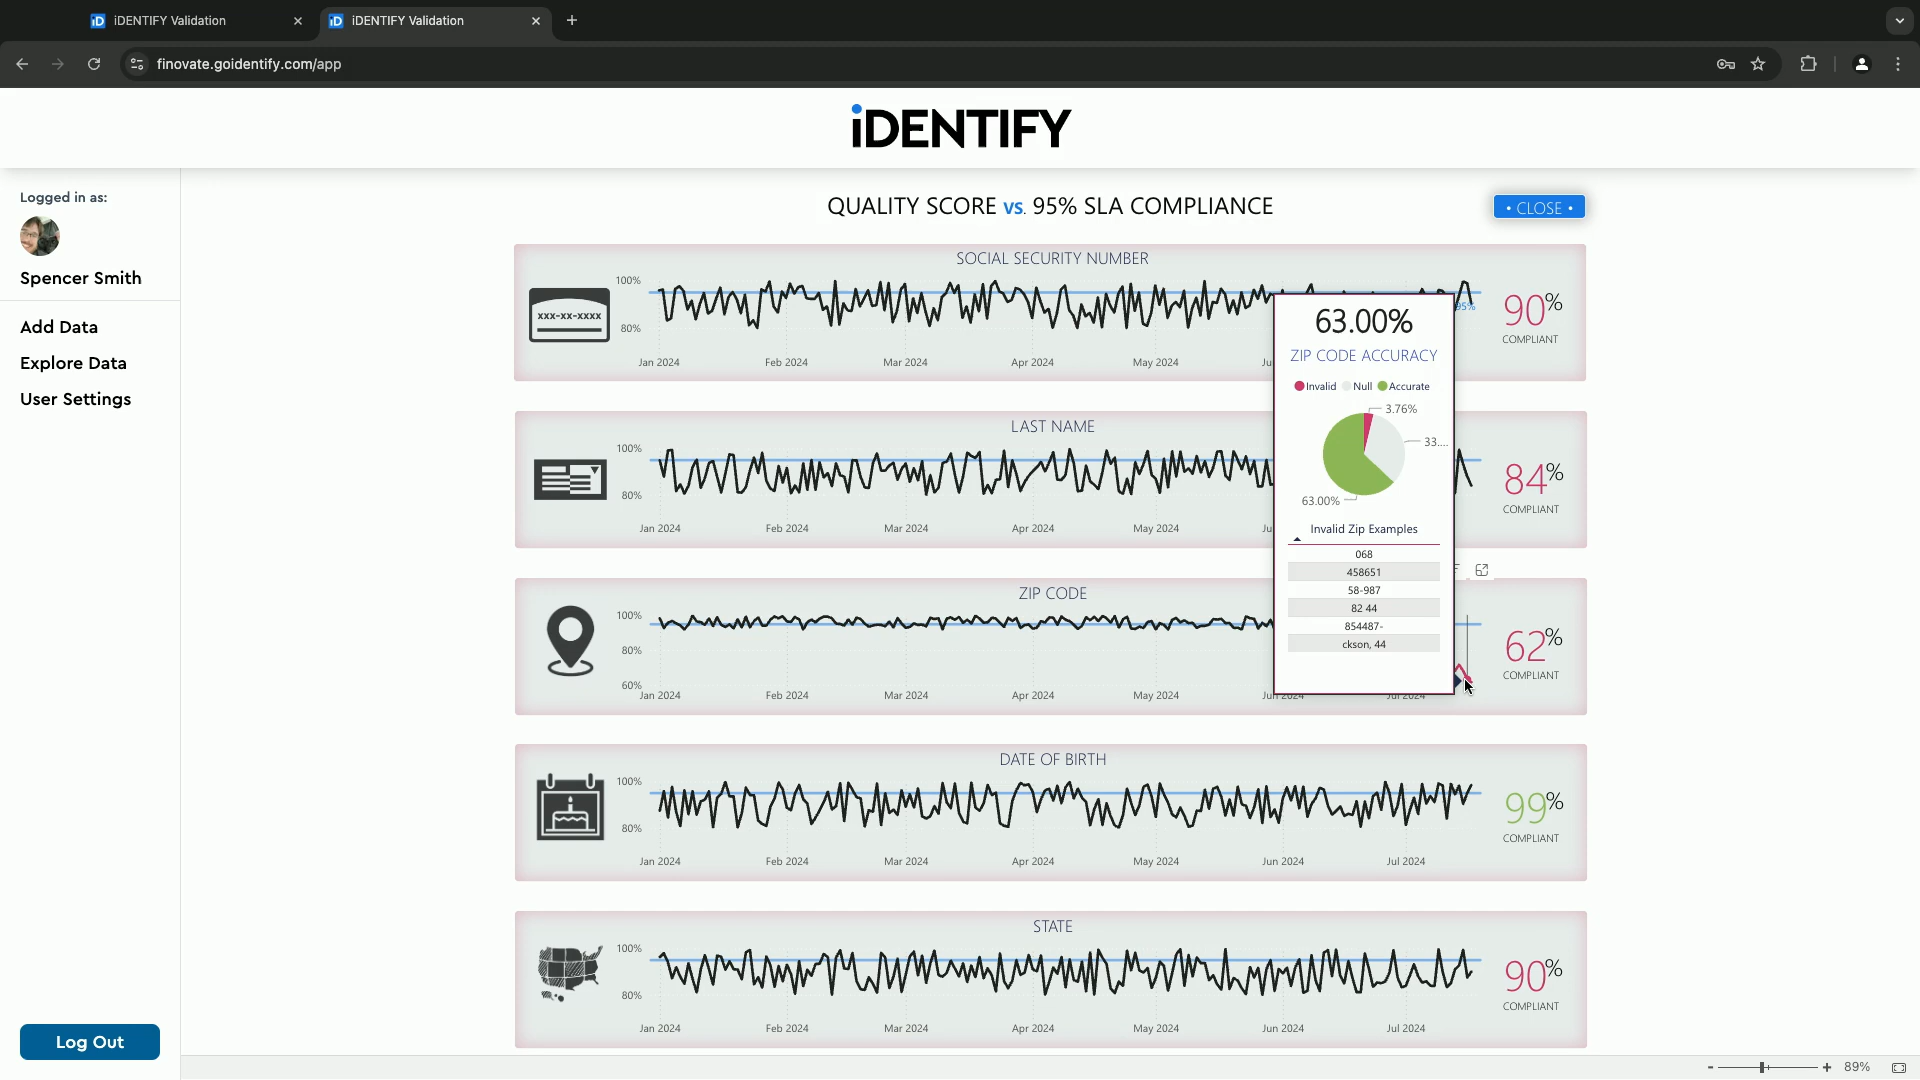 iDENTIFY Validation
iDENTIFY Validation
finovate.goidentify.com/app
iDENTIFY
Logged in as:
Spencer Smith
Add Data
Explore Data
User Settings
Log Out
QUALITY SCORE vs. 95% SLA COMPLIANCE
• CLOSE •
SOCIAL SECURITY NUMBER
xxx-xx-xxxx
100%
80%
95%
Jan 2024 Feb 2024 Mar 2024 Apr 2024 May 2024
90%
COMPLIANT
LAST NAME
100%
80%
Jan 2024 Feb 2024 Mar 2024 Apr 2024 May 2024
84%
COMPLIANT
63.00%
ZIP CODE ACCURACY
Invalid Null Accurate
3.76%
33....
63.00%
Invalid Zip Examples
068
458651
58-987
82 44
854487-
ckson, 44
ZIP CODE
100%
80%
60%
Jan 2024 Feb 2024 Mar 2024 Apr 2024 May 2024 Jun 2024 Jul 2024
62%
COMPLIANT
DATE OF BIRTH
100%
80%
Jan 2024 Feb 2024 Mar 2024 Apr 2024 May 2024 Jun 2024 Jul 2024
99%
COMPLIANT
STATE
100%
80%
Jan 2024 Feb 2024 Mar 2024 Apr 2024 May 2024 Jun 2024 Jul 2024
90%
COMPLIANT
- + 89%